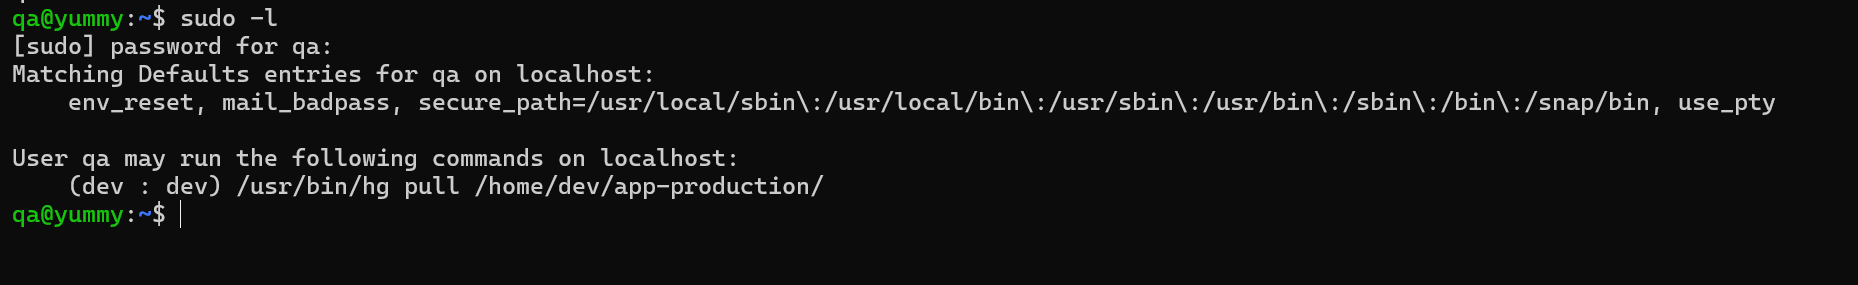 qa@yummy:~$ sudo -l
[sudo] password for qa:
Matching Defaults entries for qa on localhost:
    env_reset, mail_badpass, secure_path=/usr/local/sbin\:/usr/local/bin\:/usr/sbin\:/usr/bin\:/sbin\:/bin\:/snap/bin, use_pty

User qa may run the following commands on localhost:
    (dev : dev) /usr/bin/hg pull /home/dev/app-production/
qa@yummy:~$